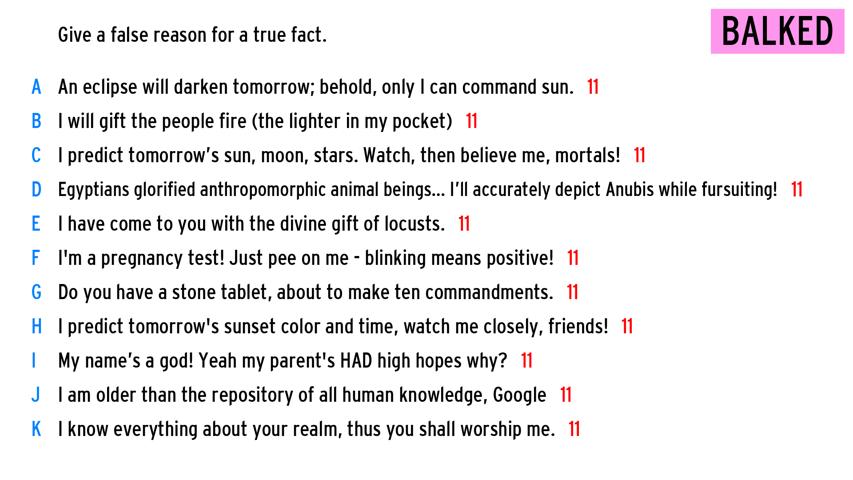 Give a false reason for a true fact.
BALKED
A An eclipse will darken tomorrow; behold, only I can command sun. 11
B I will gift the people fire (the lighter in my pocket) 11
C I predict tomorrow’s sun, moon, stars. Watch, then believe me, mortals! 11
D Egyptians glorified anthropomorphic animal beings... I’ll accurately depict Anubis while fursuiting! 11
E I have come to you with the divine gift of locusts. 11
F I'm a pregnancy test! Just pee on me - blinking means positive! 11
G Do you have a stone tablet, about to make ten commandments. 11
H I predict tomorrow's sunset color and time, watch me closely, friends! 11
I My name’s a god! Yeah my parent's HAD high hopes why? 11
J I am older than the repository of all human knowledge, Google 11
K I know everything about your realm, thus you shall worship me. 11